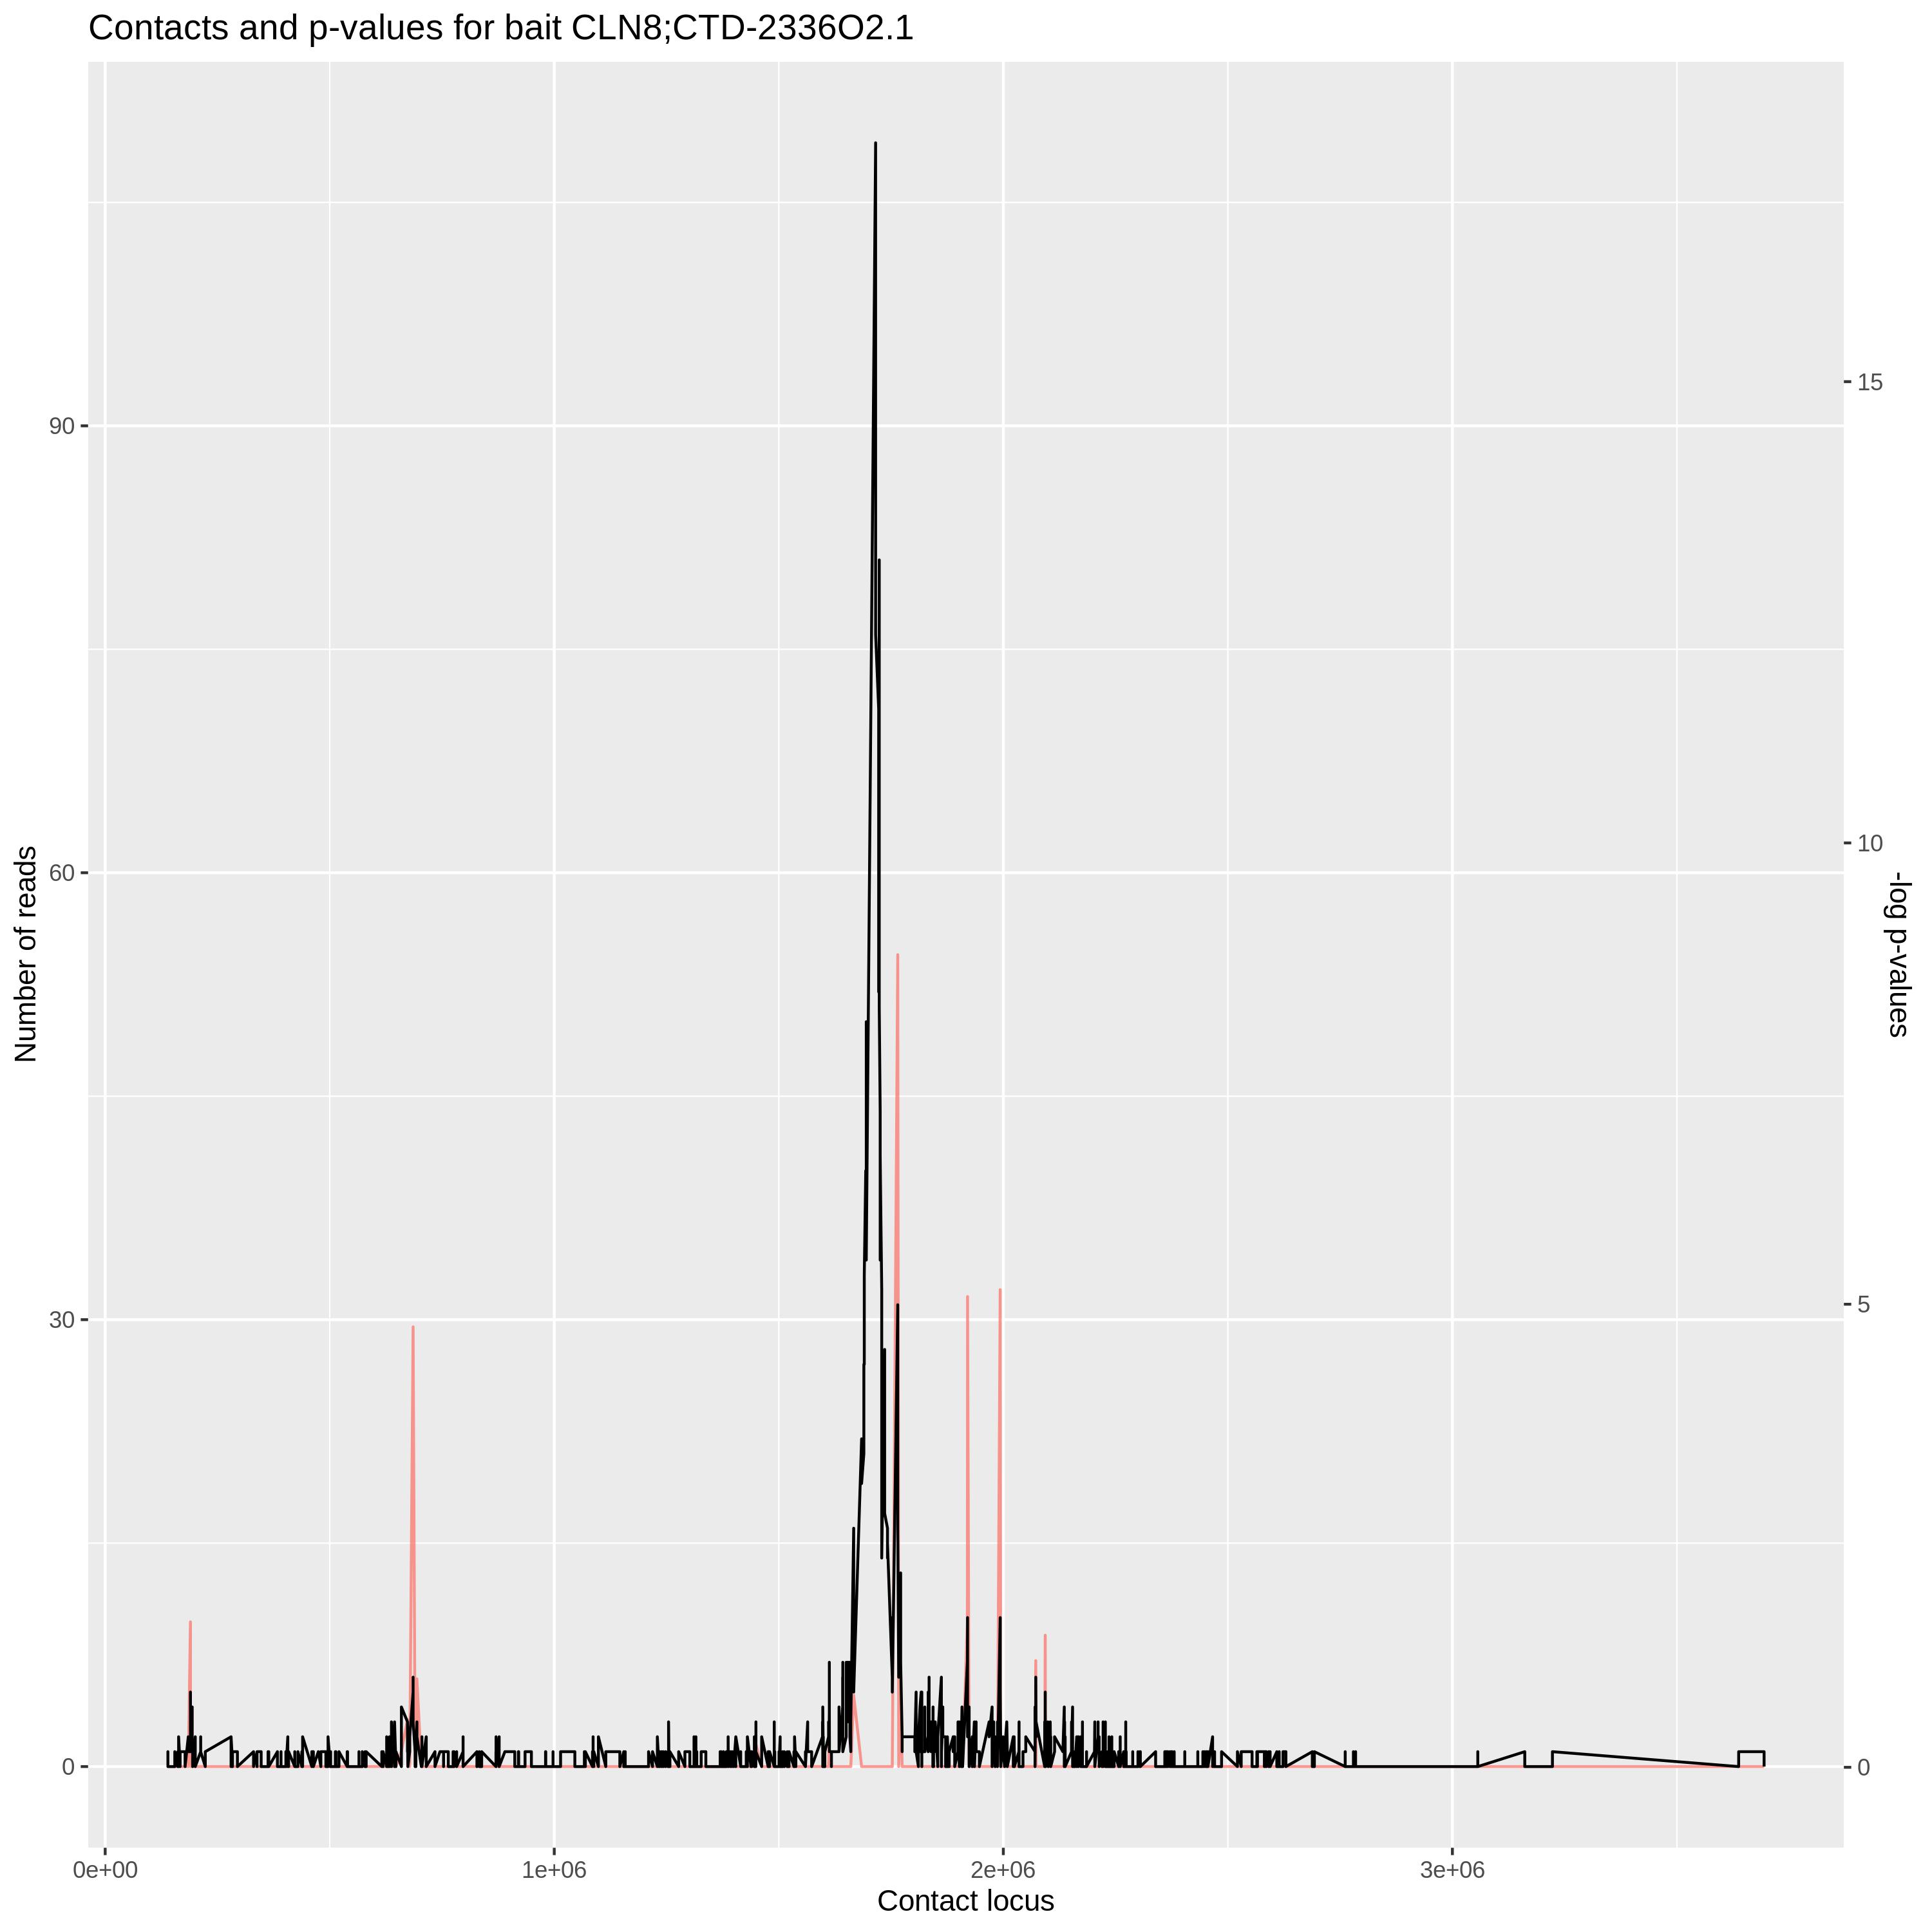 Contacts and p-values for bait CLN8;CTD-2336O2.1
Number of reads
90
60
30
0
15
10
5
0
-log p-values
0e+00
1e+06
2e+06
3e+06
Contact locus